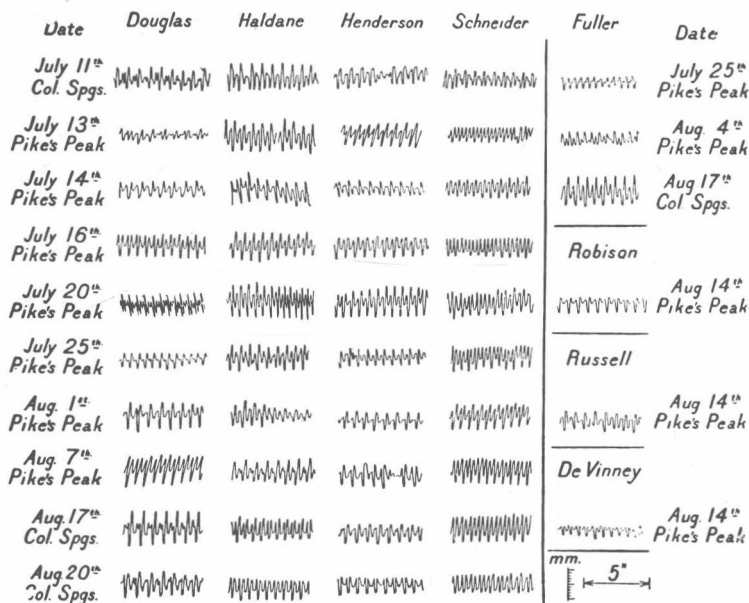 Date Douglas Haldane Henderson Schneider Fuller Date
July 11th
Col. Spgs.
July 25th
Pike's Peak
July 13th
Pike's Peak
Aug. 4th
Pike's Peak
July 14th
Pike's Peak
Aug 17th
Col. Spgs.
July 16th
Pike's Peak
Robison
July 20th
Pike's Peak
Aug 14th
Pike's Peak
July 25th
Pike's Peak
Russell
Aug. 1st
Pike's Peak
Aug 14th
Pike's Peak
Aug. 7th
Pike's Peak
De Vinney
Aug. 17th
Col. Spgs.
Aug. 14th
Pike's Peak
Aug. 20th
Col. Spgs.
mm. 5"